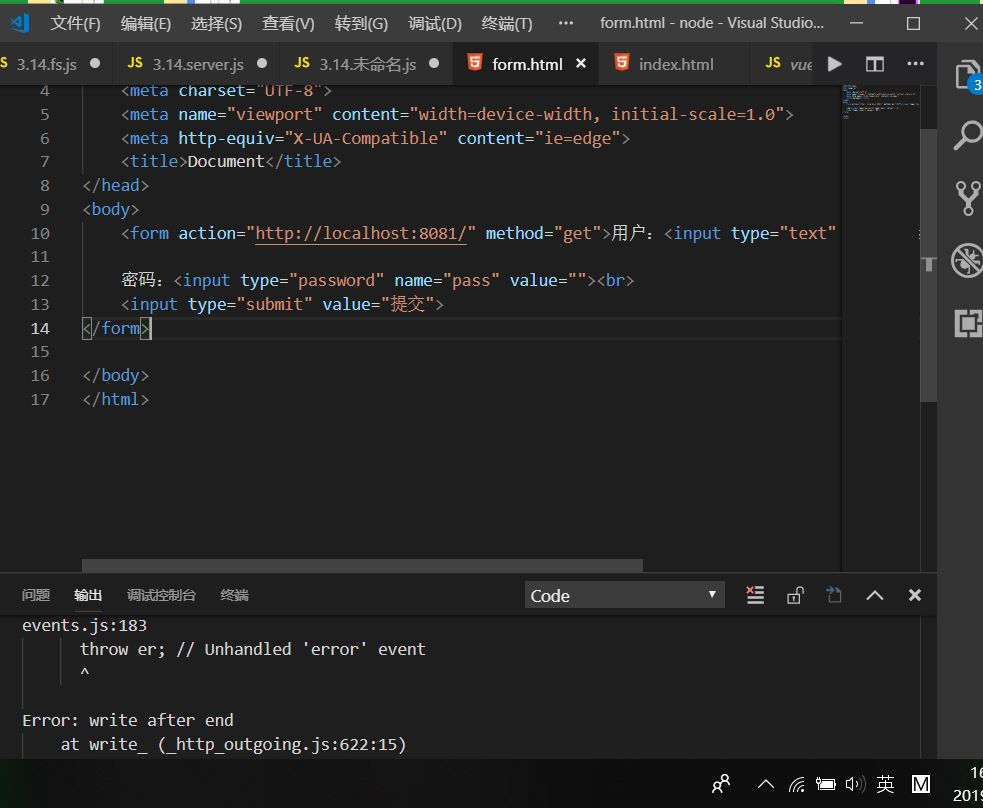 文件(F) 编辑(E) 选择(S) 查看(V) 转到(G) 调试(D) 终端(T) ··· form.html - node - Visual Studio...
S 3.14.fs.js JS 3.14.server.js JS 3.14.未命名.js form.html index.html JS vue
3
4 <meta charset="UTF-8">
5 <meta name="viewport" content="width=device-width, initial-scale=1.0">
6 <meta http-equiv="X-UA-Compatible" content="ie=edge">
7 <title>Document</title>
8 </head>
9 <body>
10 <form action="http://localhost:8081/" method="get">用户: <input type="text"
11
12 密码: <input type="password" name="pass" value=""><br>
13 <input type="submit" value="提交">
14 </form>
15
16 </body>
17 </html>
问题 输出 调试控制台 终端 Code
events.js:183
throw er; // Unhandled 'error' event
^
Error: write after end
at write_ (_http_outgoing.js:622:15)
英 M 16
2019